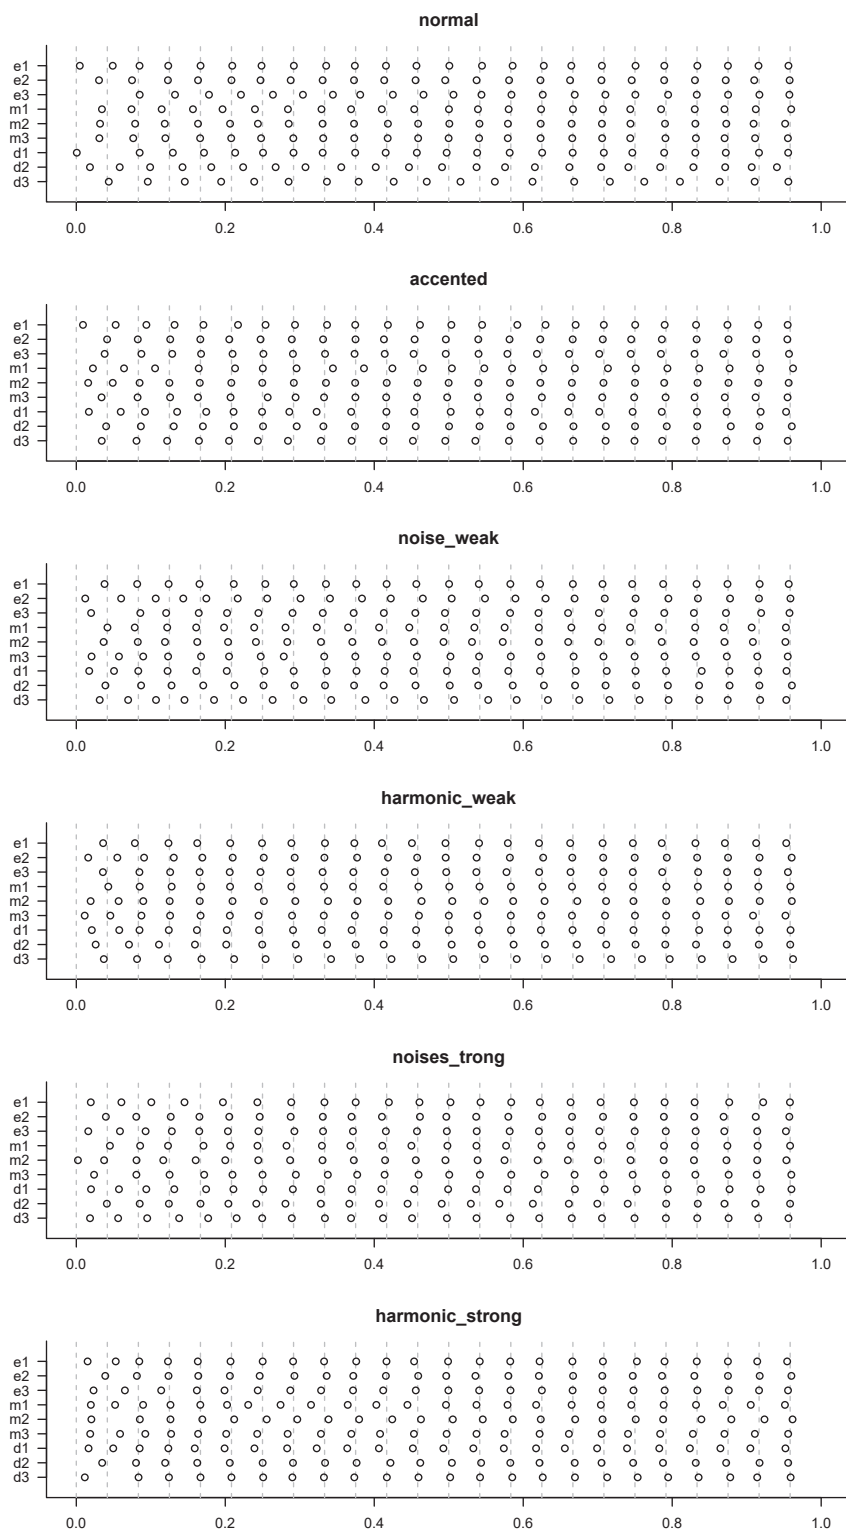 normal
e1
e2
e3
m1
m2
m3
d1
d2
d3
0.0 0.2 0.4 0.6 0.8 1.0
accented
e1
e2
e3
m1
m2
m3
d1
d2
d3
0.0 0.2 0.4 0.6 0.8 1.0
noise_weak
e1
e2
e3
m1
m2
m3
d1
d2
d3
0.0 0.2 0.4 0.6 0.8 1.0
harmonic_weak
e1
e2
e3
m1
m2
m3
d1
d2
d3
0.0 0.2 0.4 0.6 0.8 1.0
noises_trong
e1
e2
e3
m1
m2
m3
d1
d2
d3
0.0 0.2 0.4 0.6 0.8 1.0
harmonic_strong
e1
e2
e3
m1
m2
m3
d1
d2
d3
0.0 0.2 0.4 0.6 0.8 1.0